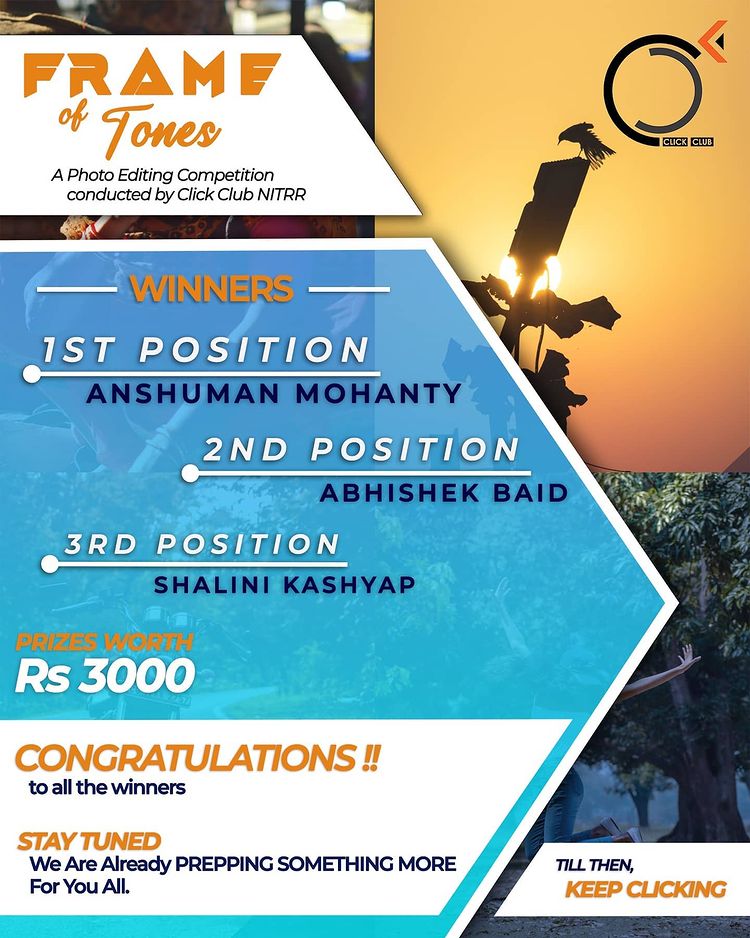 FRAME
of Tones
A Photo Editing Competition
conducted by Click Club NITRR
CLICK CLUB
WINNERS
1ST POSITION
ANSHUMAN MOHANTY
2ND POSITION
ABHISHEK BAID
3RD POSITION
SHALINI KASHYAP
PRIZES WORTH
Rs 3000
CONGRATULATIONS !!
to all the winners
STAY TUNED
We Are Already PREPPING SOMETHING MORE
For You All.
TILL THEN,
KEEP CLICKING